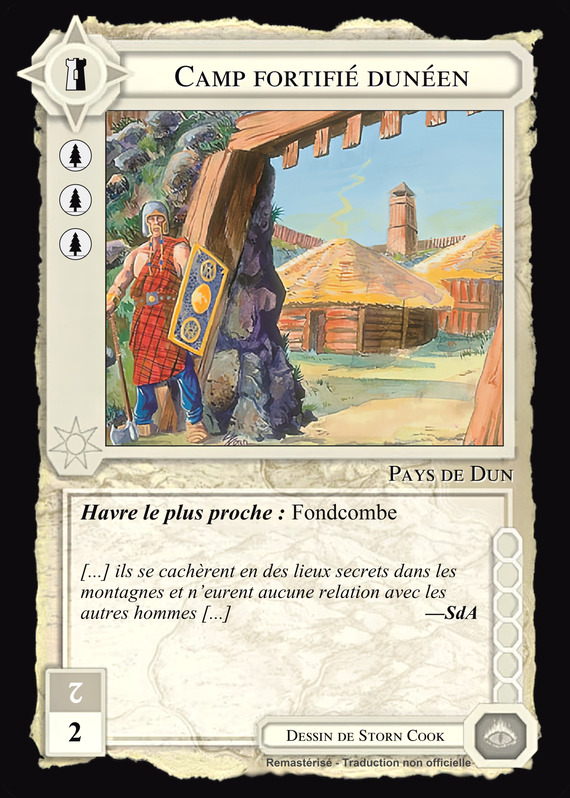 Camp fortifié dunéen
Pays de Dun
Havre le plus proche : Fondcombe
[...] ils se cachèrent en des lieux secrets dans les
montagnes et n'eurent aucune relation avec les
autres hommes [...] —SdA
2
2
Dessin de Storn Cook
Remastérisé - Traduction non officielle